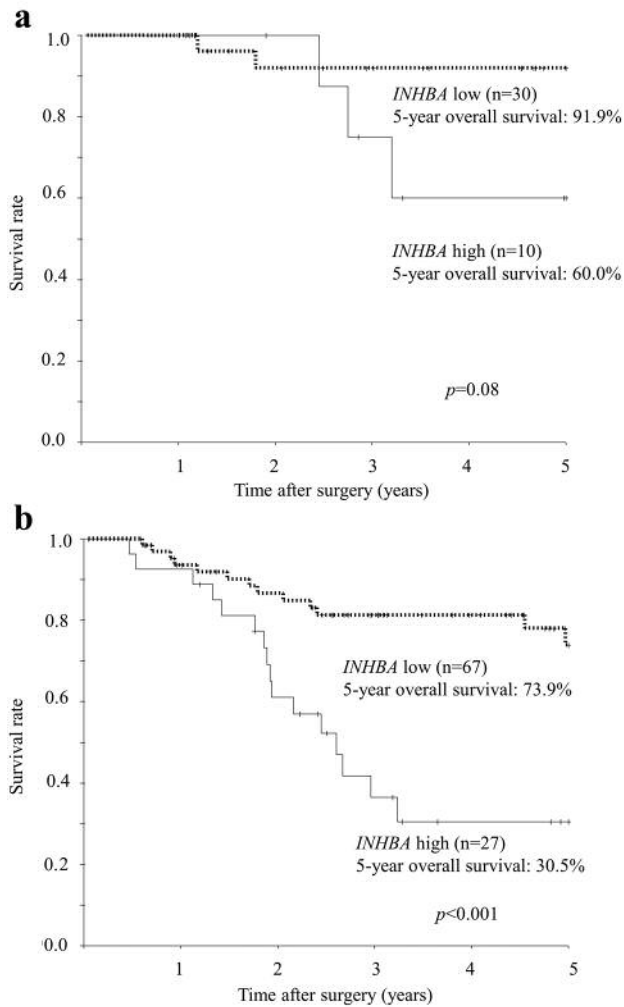 a
1.0
0.8
0.6
0.4
0.2
0.0
Survival rate
INHBA low (n=30)
5-year overall survival: 91.9%
INHBA high (n=10)
5-year overall survival: 60.0%
p=0.08
1 2 3 4 5
Time after surgery (years)
b
1.0
0.8
0.6
0.4
0.2
0.0
Survival rate
INHBA low (n=67)
5-year overall survival: 73.9%
INHBA high (n=27)
5-year overall survival: 30.5%
p<0.001
1 2 3 4 5
Time after surgery (years)